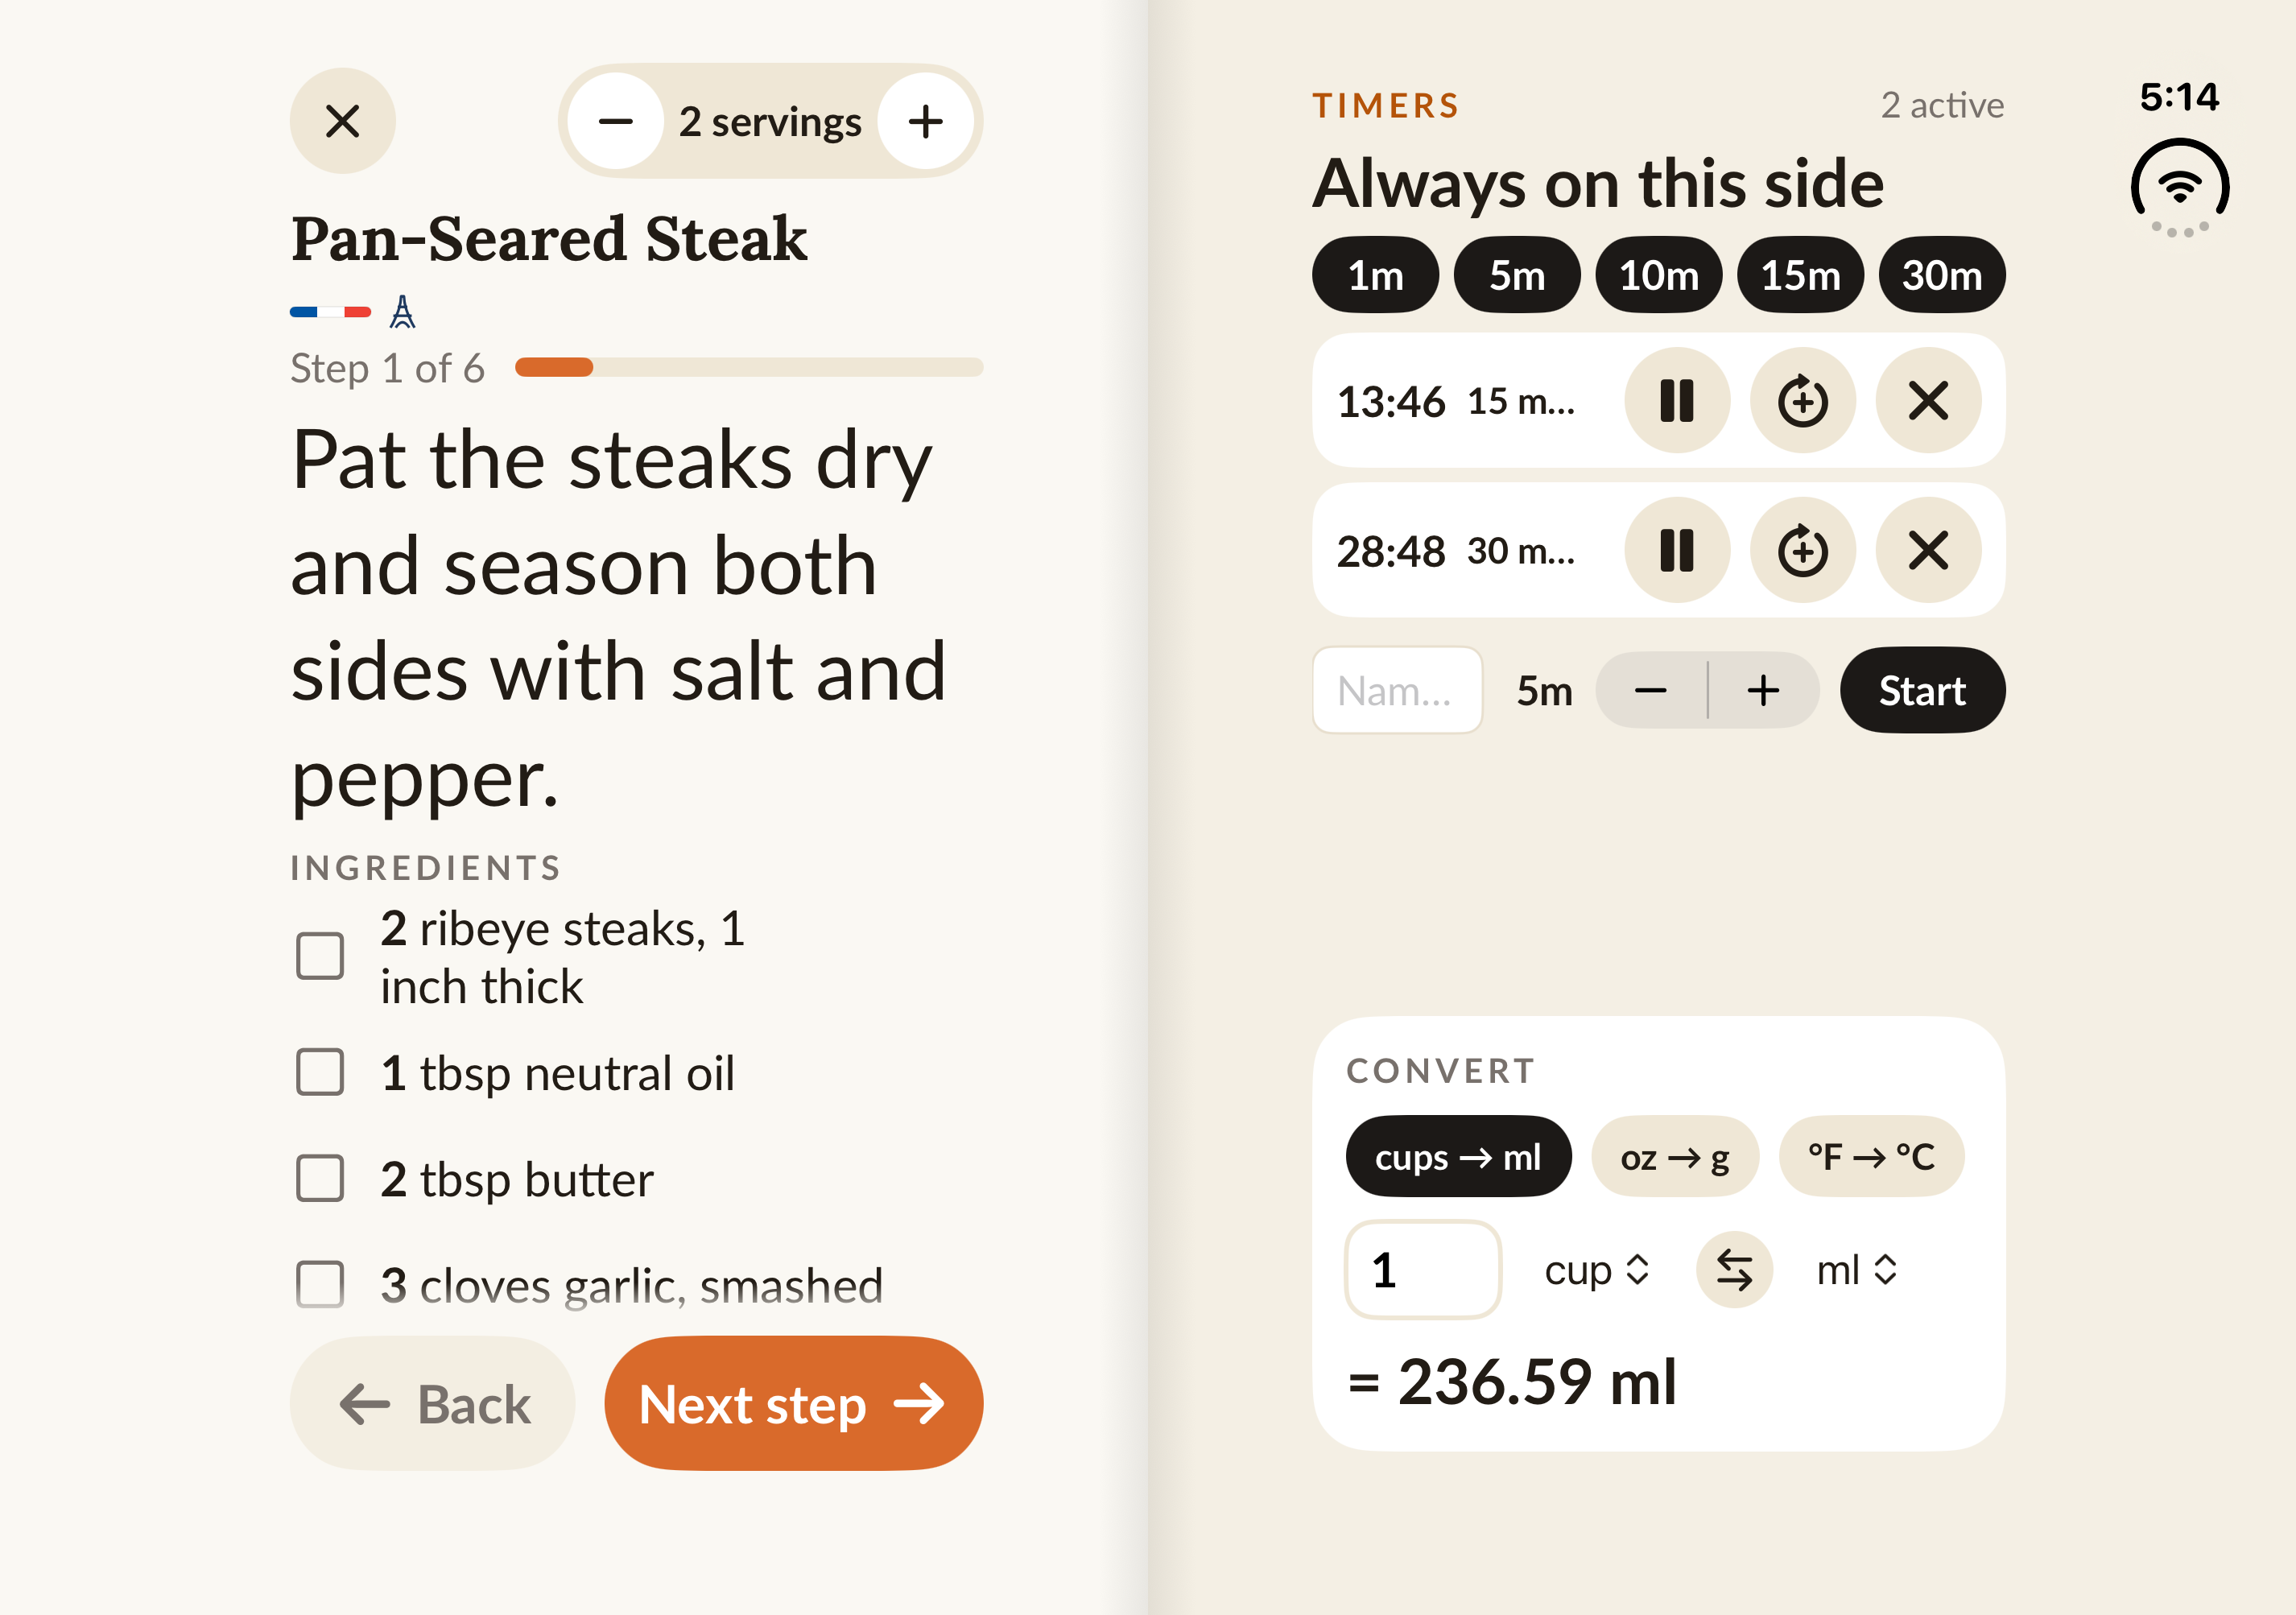 2 servings
Pan-Seared Steak
Step 1 of 6
Pat the steaks dry
and season both
sides with salt and
pepper.
INGREDIENTS
2 ribeye steaks, 1
inch thick
1 tbsp neutral oil
2 tbsp butter
3 cloves garlic, smashed
← Back
Next step →
TIMERS
2 active
Always on this side
1m 5m 10m 15m 30m
13:46 15 m...
28:48 30 m...
Nam... 5m − + Start
CONVERT
cups → ml oz → g °F → °C
1 cup ml
= 236.59 ml
5:14